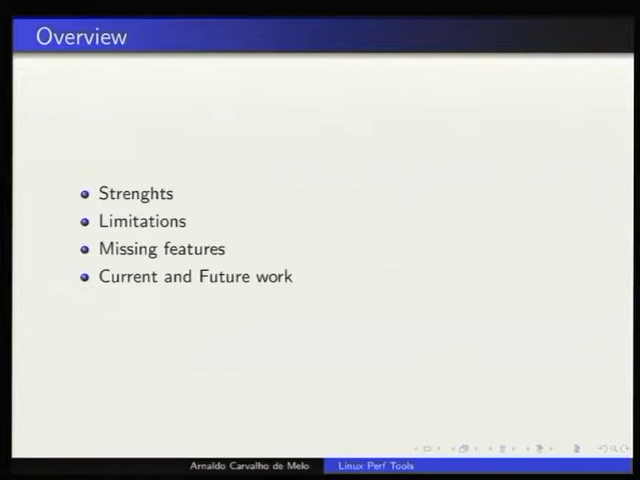 Overview
Strenghts
Limitations
Missing features
Current and Future work
Arnaldo Carvalho de Melo
Linux Perf Tools